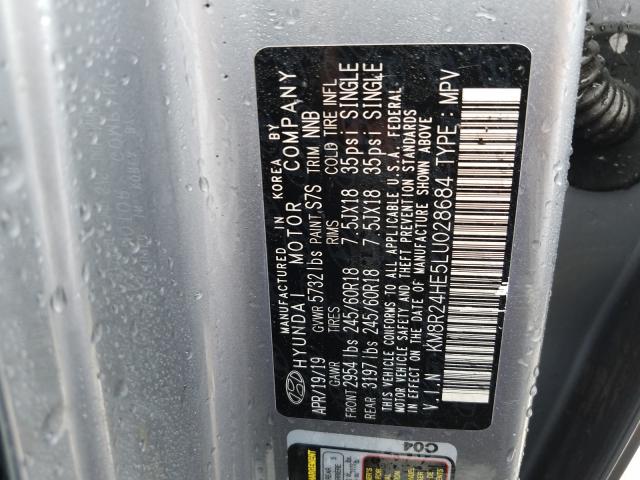 MANUFACTURED IN KOREA BY
HYUNDAI MOTOR COMPANY
APR/19/19 GVWR 5732 lbs PAINT S7S TRIM NNB
GAWR TIRES RIMS COLD TIRE INFL
FRONT 2954 lbs 245/60R18 7.5JX18 35psi SINGLE
REAR 3197 lbs 245/60R18 7.5JX18 35psi SINGLE
THIS VEHICLE CONFORMS TO ALL APPLICABLE U.S.A. FEDERAL
MOTOR VEHICLE SAFETY AND THEFT PREVENTION STANDARDS
IN EFFECT ON THE DATE OF MANUFACTURE SHOWN ABOVE
V.I.N : KM8R24HE5LU028684 TYPE : MPV
C04